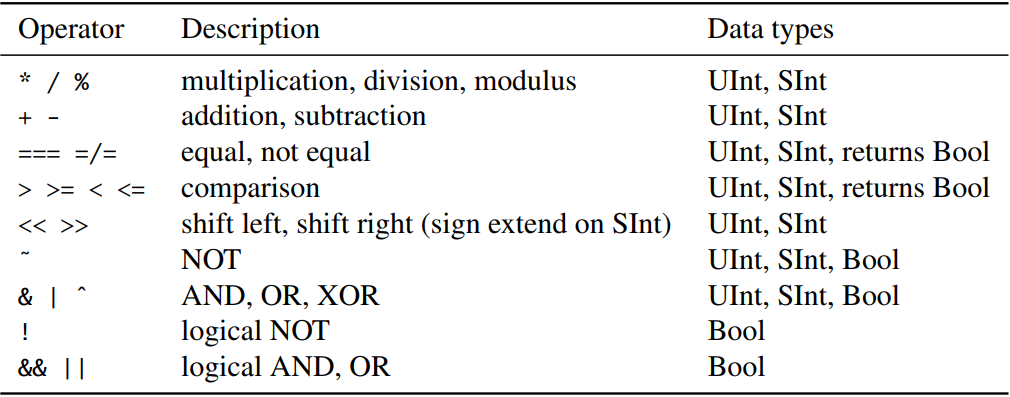 Operator Description Data types
* / % multiplication, division, modulus UInt, SInt
+ - addition, subtraction UInt, SInt
=== =/= equal, not equal UInt, SInt, returns Bool
> >= < <= comparison UInt, SInt, returns Bool
<< >> shift left, shift right (sign extend on SInt) UInt, SInt
~ NOT UInt, SInt, Bool
& | ^ AND, OR, XOR UInt, SInt, Bool
! logical NOT Bool
&& || logical AND, OR Bool